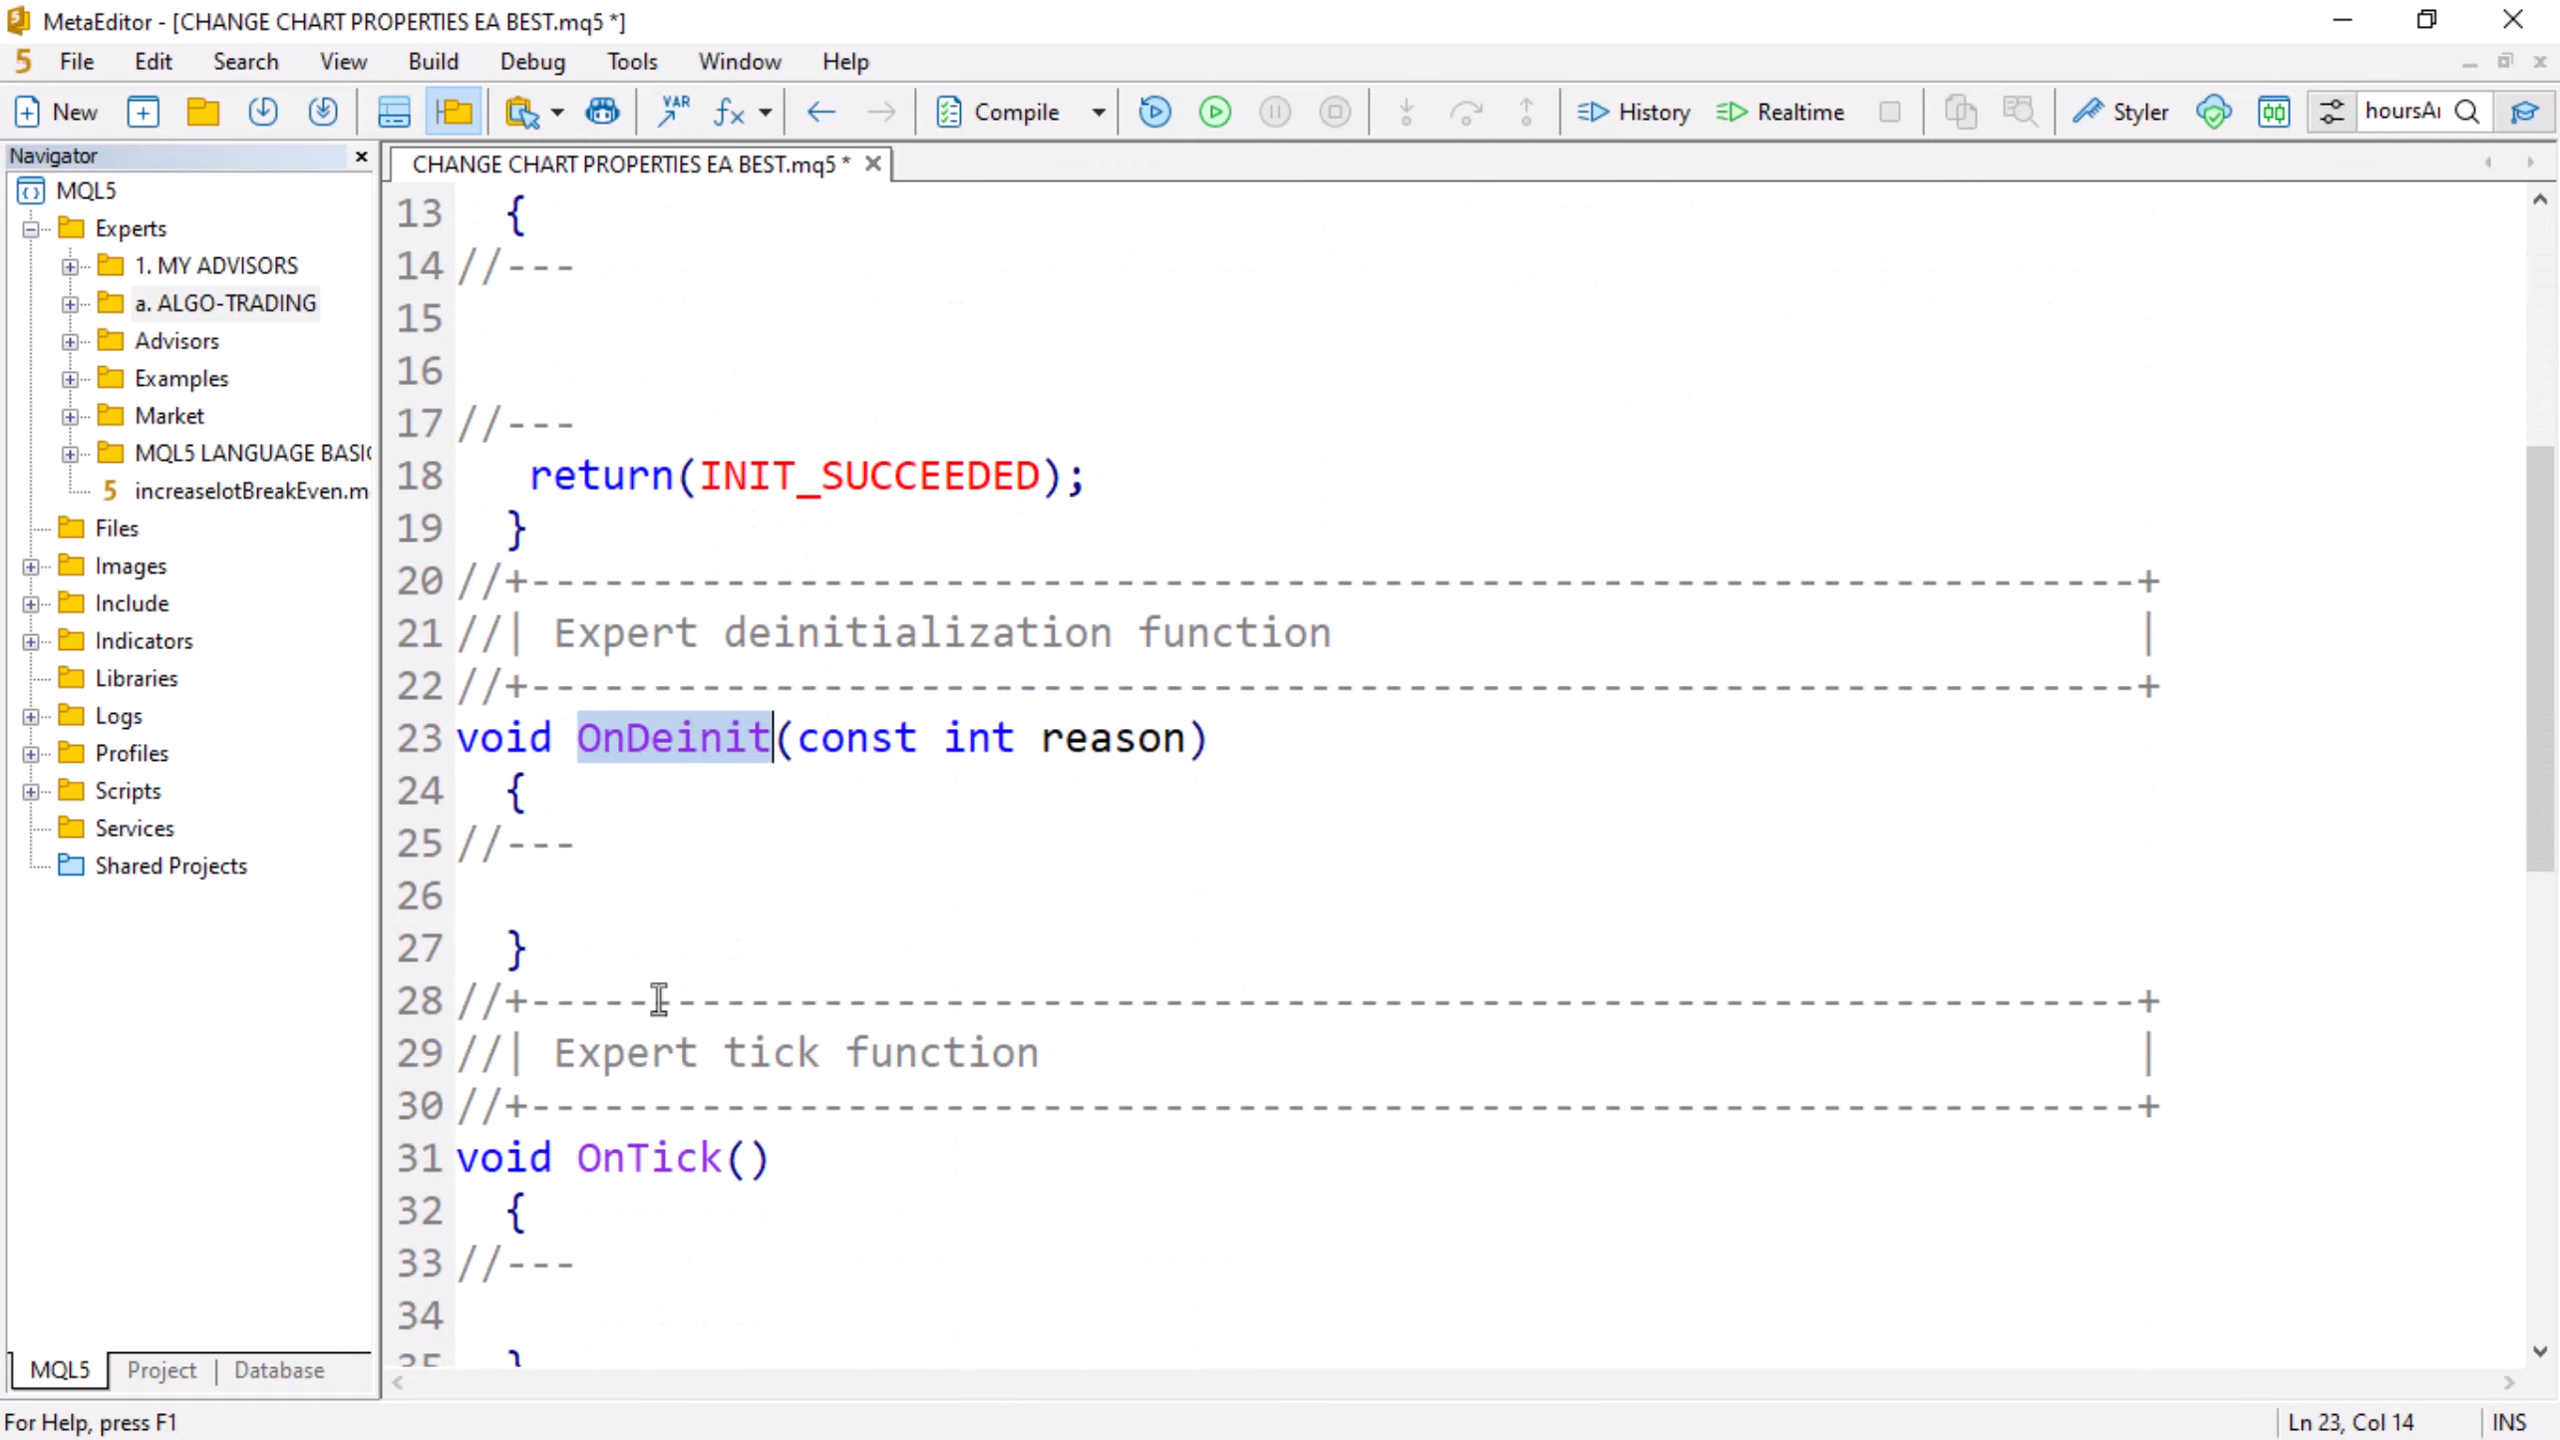 MetaEditor - [CHANGE CHART PROPERTIES EA BEST.mq5 *]
File Edit Search View Build Debug Tools Window Help
New VAR fx Compile History Realtime Styler hoursAı
Navigator
MQL5
Experts
1. MY ADVISORS
a. ALGO-TRADING
Advisors
Examples
Market
MQL5 LANGUAGE BASI
increaselotBreakEven.m
Files
Images
Include
Indicators
Libraries
Logs
Profiles
Scripts
Services
Shared Projects
MQL5 Project Database
CHANGE CHART PROPERTIES EA BEST.mq5 *
13 {
14 //---
15
16
17 //---
18 return(INIT_SUCCEEDED);
19 }
20 //+------------------------------------------------------------------+
21 //| Expert deinitialization function |
22 //+------------------------------------------------------------------+
23 void OnDeinit(const int reason)
24 {
25 //---
26
27 }
28 //+------------------------------------------------------------------+
29 //| Expert tick function |
30 //+------------------------------------------------------------------+
31 void OnTick()
32 {
33 //---
34
35 }
For Help, press F1
Ln 23, Col 14 INS